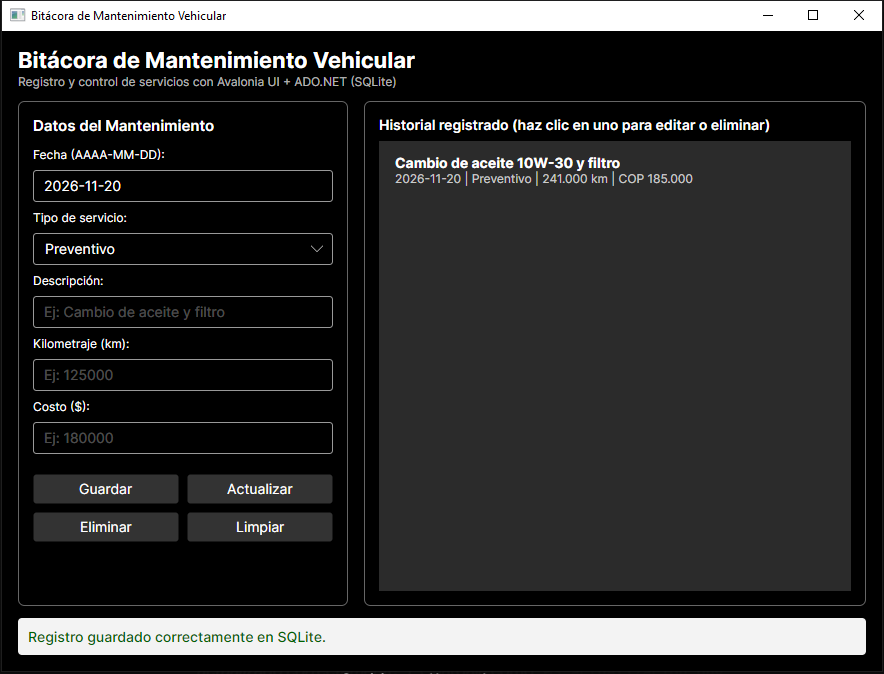 Bitácora de Mantenimiento Vehicular
Bitácora de Mantenimiento Vehicular
Registro y control de servicios con Avalonia UI + ADO.NET (SQLite)
Datos del Mantenimiento
Fecha (AAAA-MM-DD):
2026-11-20
Tipo de servicio:
Preventivo
Descripción:
Ej: Cambio de aceite y filtro
Kilometraje (km):
Ej: 125000
Costo ($):
Ej: 180000
Guardar
Actualizar
Eliminar
Limpiar
Historial registrado (haz clic en uno para editar o eliminar)
Cambio de aceite 10W-30 y filtro
2026-11-20 | Preventivo | 241.000 km | COP 185.000
Registro guardado correctamente en SQLite.